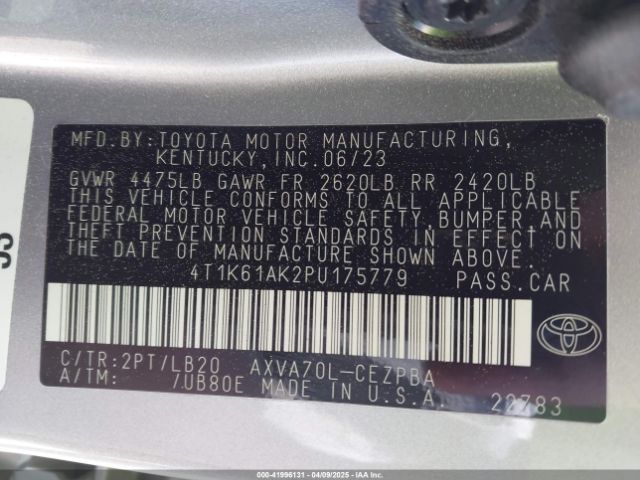 MFD.BY:TOYOTA MOTOR MANUFACTURING,
KENTUCKY,INC.06/23
GVWR 4475LB GAWR FR 2620LB RR 2420LB
THIS VEHICLE CONFORMS TO ALL APPLICABLE
FEDERAL MOTOR VEHICLE SAFETY,BUMPER,AND
THEFT PREVENTION STANDARDS IN EFFECT ON
THE DATE OF MANUFACTURE SHOWN ABOVE.
4T1K61AK2PU175779 PASS.CAR
C/TR:2PT/LB20 AXVA70L-CEZPBA
A/TM: /UB80E MADE IN U.S.A. 22783
000-41996131 - 04/09/2025 - IAAI.COM